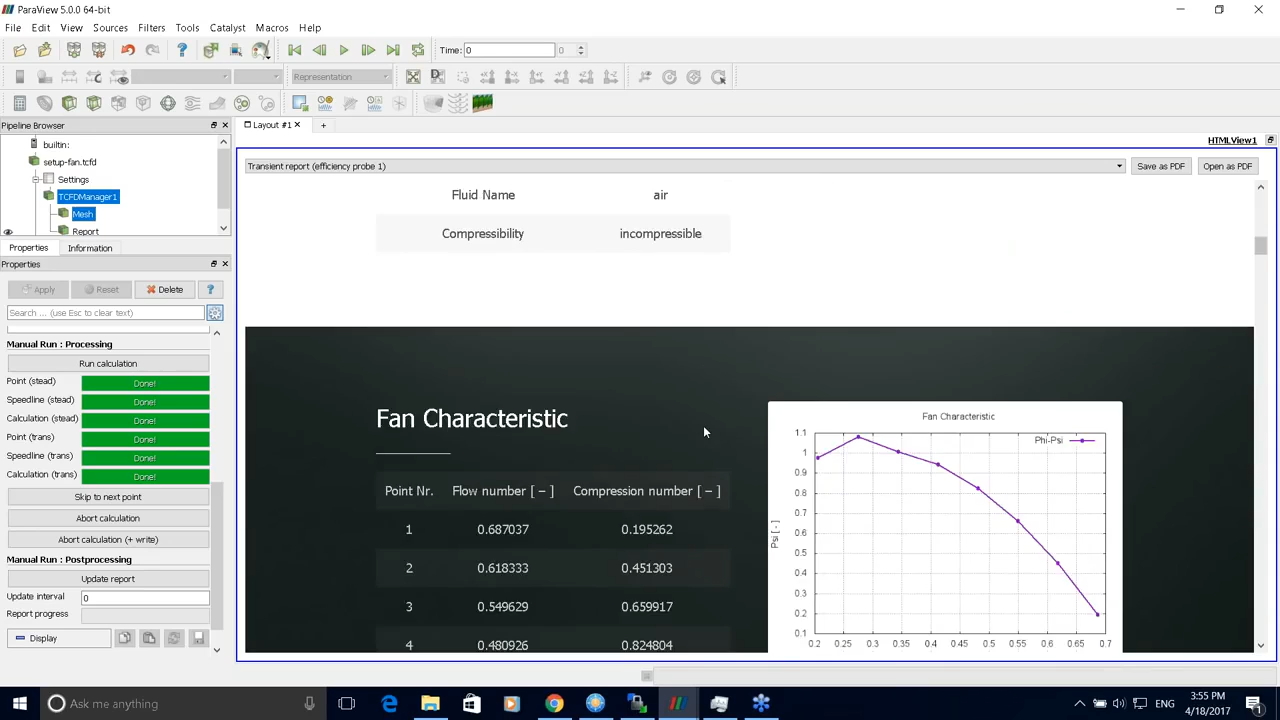 ParaView 5.0.0 64-bit
File Edit View Sources Filters Tools Catalyst Macros Help
Time: 0 0
Representation
Pipeline Browser
Layout #1
HTMLView1
builtin:
setup-fan.tcfd
Settings
TCFDManager1
Mesh
Report
Properties Information
Properties
Apply Reset Delete ?
Search ... (use Esc to clear text)
Manual Run : Processing
Run calculation
Point (stead) Done!
Speedline (stead) Done!
Calculation (stead) Done!
Point (trans) Done!
Speedline (trans) Done!
Calculation (trans) Done!
Skip to next point
Abort calculation
Abort calculation (+ write)
Manual Run : Postprocessing
Update report
Update interval 0
Report progress
Display
Transient report (efficiency probe 1)
Save as PDF Open as PDF
Fluid Name air
Compressibility incompressible
Fan Characteristic
Point Nr. Flow number [ − ] Compression number [ − ]
1 0.687037 0.195262
2 0.618333 0.451303
3 0.549629 0.659917
4 0.480926 0.824804
Fan Characteristic
Phi-Psi
Psi [ - ]
1.1
1
0.9
0.8
0.7
0.6
0.5
0.4
0.3
0.2
0.1
0.2 0.25 0.3 0.35 0.4 0.45 0.5 0.55 0.6 0.65 0.7
Ask me anything
ENG
3:55 PM
4/18/2017